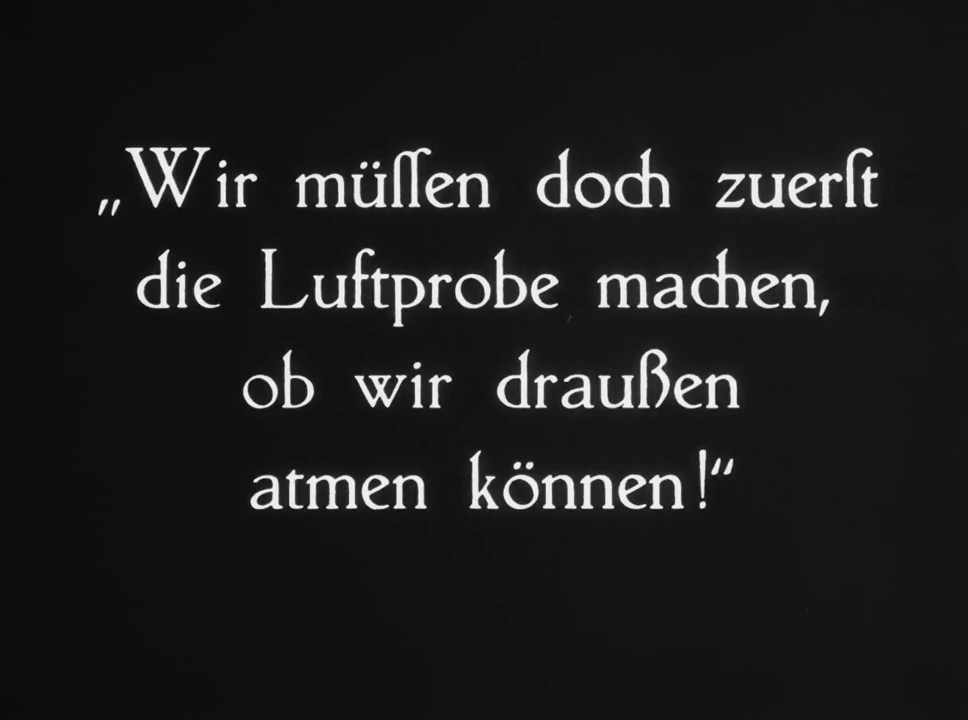 „Wir müſſen doch zuerſt
die Luftprobe machen,
ob wir draußen
atmen können!“